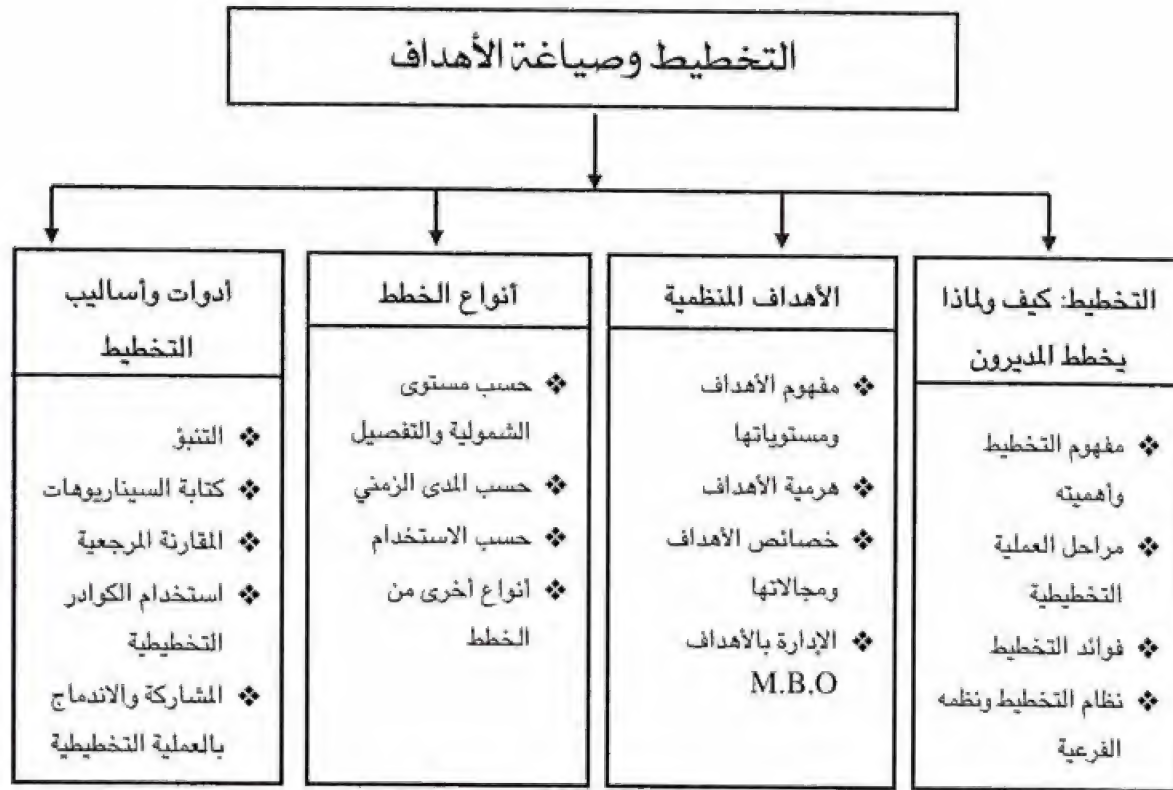 التخطيط وصياغة الأهداف
التخطيط: كيف ولماذا
يخطط المديرون
❖ مفهوم التخطيط
وأهميته
❖ مراحل العملية
التخطيطية
❖ فوائد التخطيط
❖ نظام التخطيط ونظمه
الفرعية
الأهداف المنظمية
❖ مفهوم الأهداف
ومستوياتها
❖ هرمية الأهداف
❖ خصائص الأهداف
ومجالاتها
❖ الإدارة بالأهداف
M.B.O
أنواع الخطط
❖ حسب مستوى
الشمولية والتفصيل
❖ حسب المدى الزمني
❖ حسب الاستخدام
❖ أنواع أخرى من
الخطط
أدوات وأساليب
التخطيط
❖ التنبؤ
❖ كتابة السيناريوهات
❖ المقارنة المرجعية
❖ استخدام الكوادر
التخطيطية
❖ المشاركة والاندماج
بالعملية التخطيطية